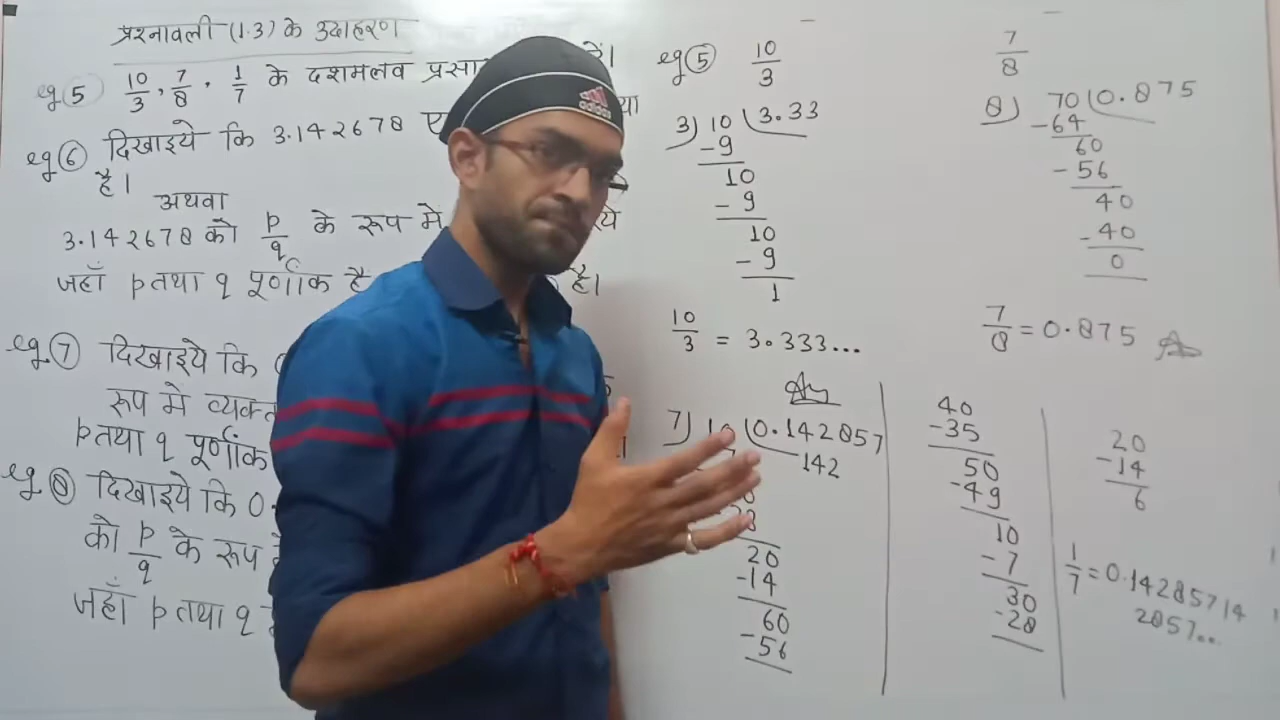 प्रश्नावली (1.3) के उदाहरण
eg ⑤ 10/3, 7/8, 1/7 के दशमलव
eg ⑥ दिखाइये कि 3.142678
है।
अथवा
3.142678 को p/q के रूप में
जहाँ p तथा q पूर्णांक है है।
eg. ⑦ दिखाइये कि
रूप में
p तथा q पूर्णांक
eg. ⑧ दिखाइये कि 0.
को p/q के रूप
जहाँ p तथा q
adidas
eg ⑤ 10/3
3) 10 ( 3.33
-9
10
-9
10
-9
1
10/3 = 3.333...
Ans
7/8
8) 70 ( 0.875
-64
60
-56
40
-40
0
7/8 = 0.875 Ans
7) 10 ( 0.142857
142
20
-14
60
-56
40
-35
50
-49
10
-7
30
-28
20
-14
6
1/7 = 0.14285714
2857...